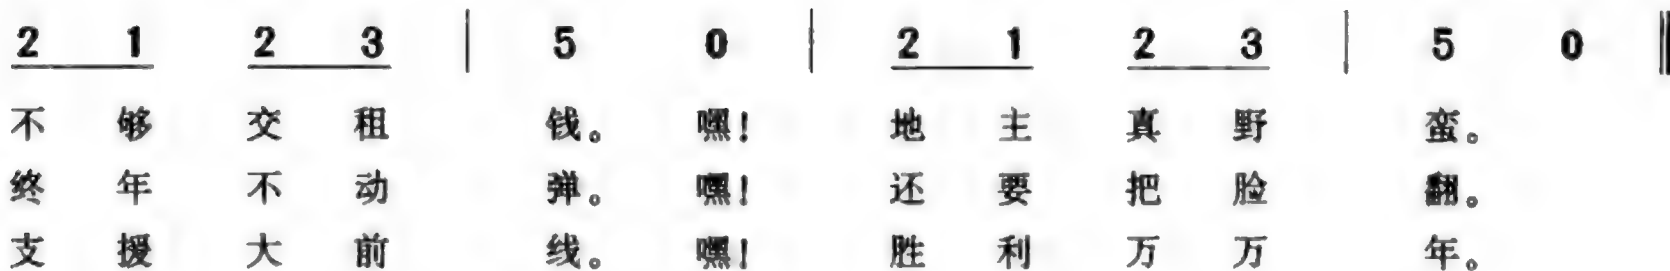 2 1 2 3 | 5 0 | 2 1 2 3 | 5 0 ‖
不够交租钱。嘿！地主真野蛮。
终年不动弹。嘿！还要把脸翻。
支援大前线。嘿！胜利万万年。